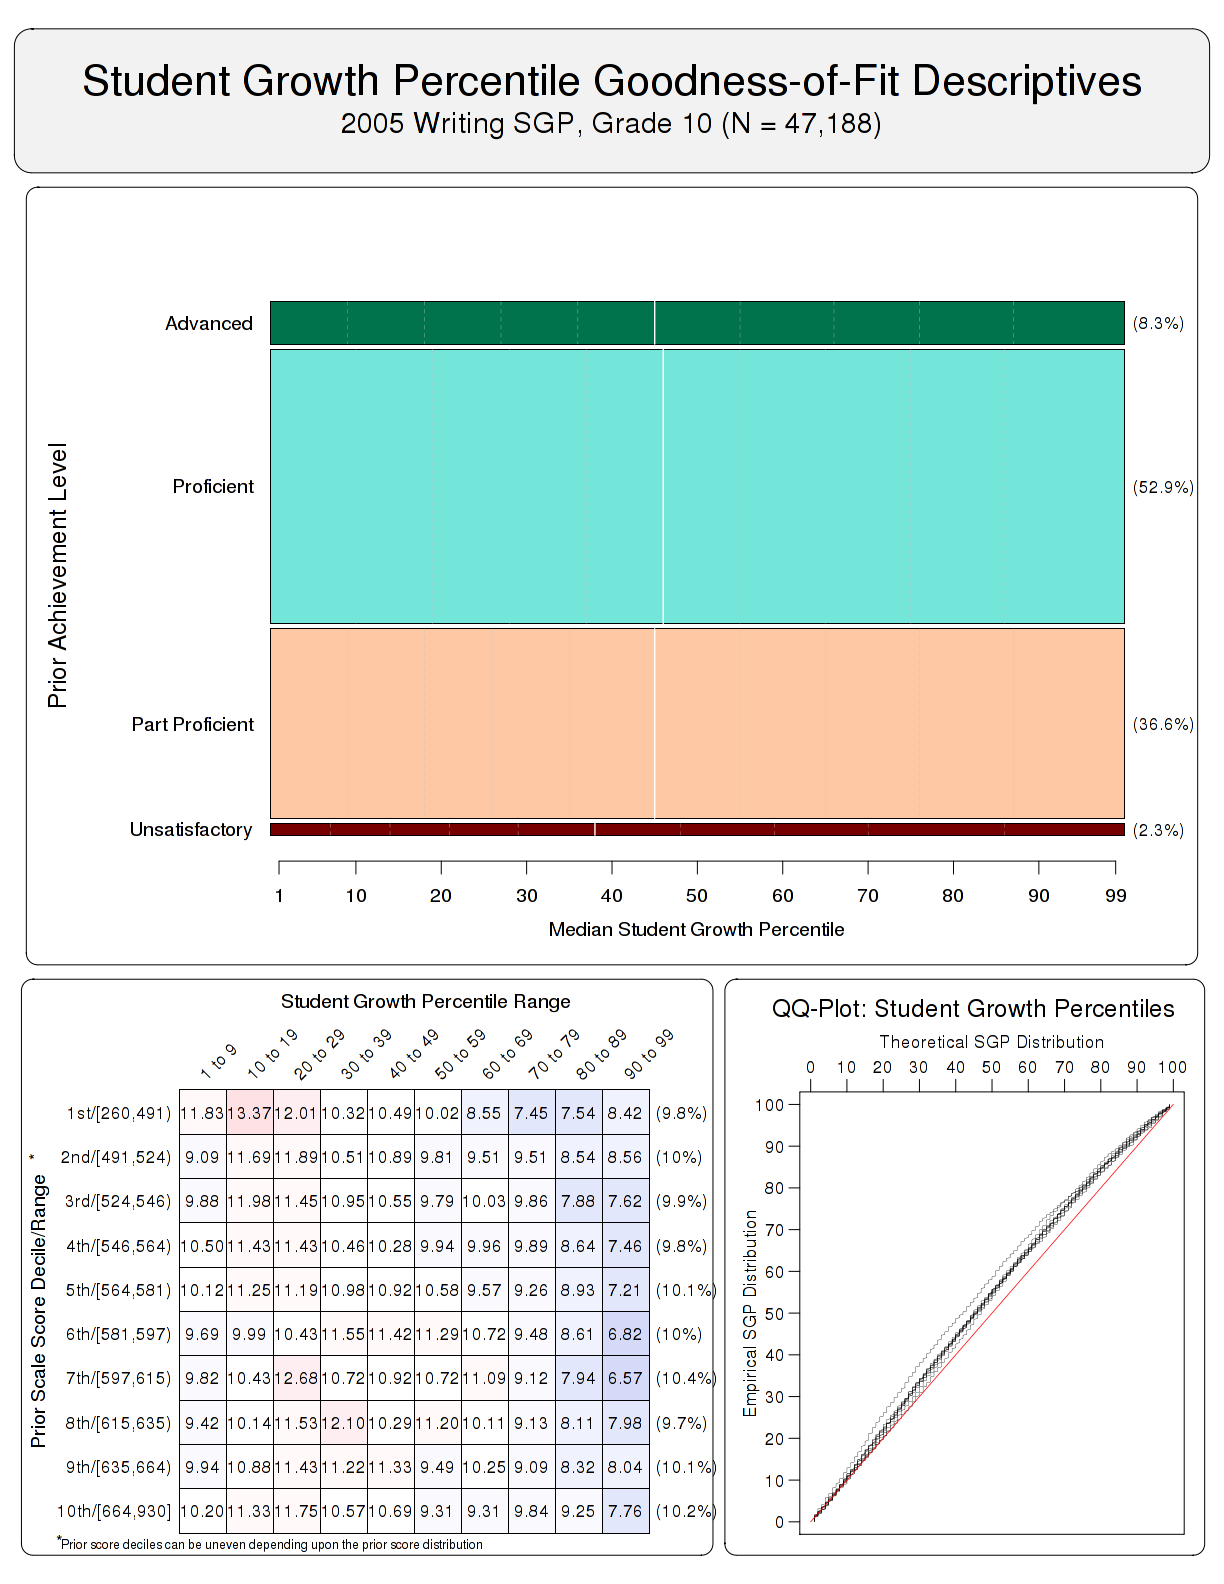 Student Growth Percentile Goodness-of-Fit Descriptives
2005 Writing SGP, Grade 10 (N = 47,188)
Prior Achievement Level
Advanced (8.3%)
Proficient (52.9%)
Part Proficient (36.6%)
Unsatisfactory (2.3%)
1 10 20 30 40 50 60 70 80 90 99
Median Student Growth Percentile
Student Growth Percentile Range
1 to 9 10 to 19 20 to 29 30 to 39 40 to 49 50 to 59 60 to 69 70 to 79 80 to 89 90 to 99
Prior Scale Score Decile/Range *
1st/[260,491) 11.83 13.37 12.01 10.32 10.49 10.02 8.55 7.45 7.54 8.42 (9.8%)
2nd/[491,524) 9.09 11.69 11.89 10.51 10.89 9.81 9.51 9.51 8.54 8.56 (10%)
3rd/[524,546) 9.88 11.98 11.45 10.95 10.55 9.79 10.03 9.86 7.88 7.62 (9.9%)
4th/[546,564) 10.50 11.43 11.43 10.46 10.28 9.94 9.96 9.89 8.64 7.46 (9.8%)
5th/[564,581) 10.12 11.25 11.19 10.98 10.92 10.58 9.57 9.26 8.93 7.21 (10.1%)
6th/[581,597) 9.69 9.99 10.43 11.55 11.42 11.29 10.72 9.48 8.61 6.82 (10%)
7th/[597,615) 9.82 10.43 12.68 10.72 10.92 10.72 11.09 9.12 7.94 6.57 (10.4%)
8th/[615,635) 9.42 10.14 11.53 12.10 10.29 11.20 10.11 9.13 8.11 7.98 (9.7%)
9th/[635,664) 9.94 10.88 11.43 11.22 11.33 9.49 10.25 9.09 8.32 8.04 (10.1%)
10th/[664,930] 10.20 11.33 11.75 10.57 10.69 9.31 9.31 9.84 9.25 7.76 (10.2%)
*Prior score deciles can be uneven depending upon the prior score distribution
QQ-Plot: Student Growth Percentiles
Theoretical SGP Distribution
0 10 20 30 40 50 60 70 80 90 100
Empirical SGP Distribution
100
90
80
70
60
50
40
30
20
10
0